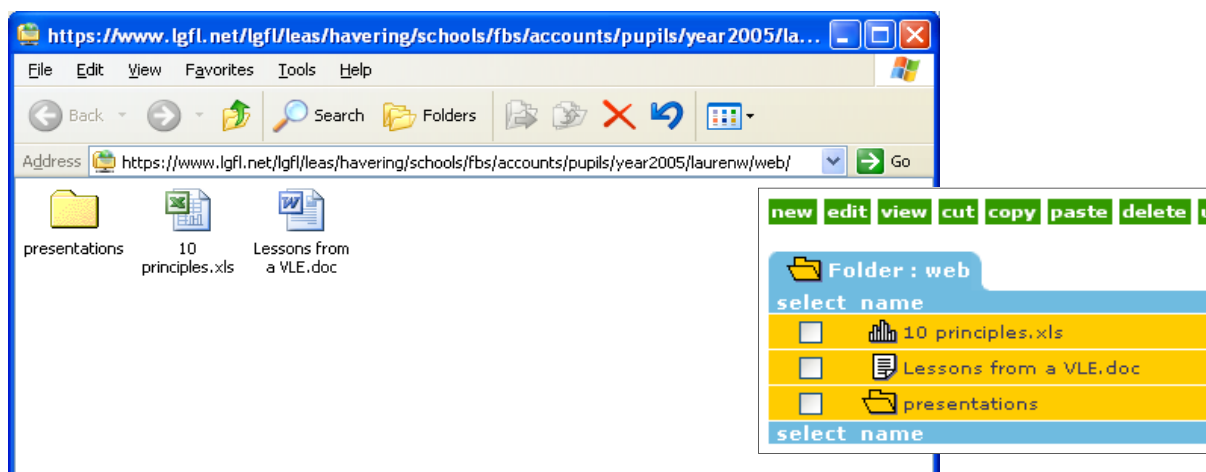 https://www.lgfl.net/lgfl/leas/havering/schools/fbs/accounts/pupils/year2005/la...
File Edit View Favorites Tools Help
Back Search Folders
Address https://www.lgfl.net/lgfl/leas/havering/schools/fbs/accounts/pupils/year2005/laurenw/web/ Go
presentations
10
principles.xls
Lessons from
a VLE.doc
new edit view cut copy paste delete
Folder : web
select name
10 principles.xls
Lessons from a VLE.doc
presentations
select name